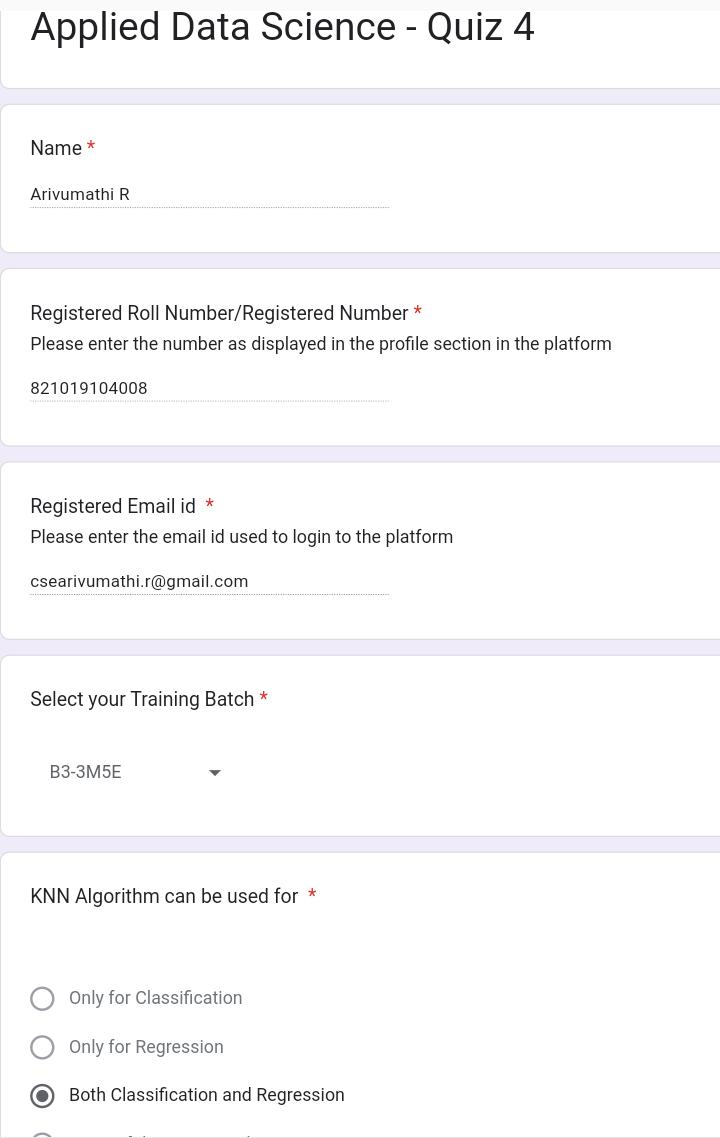 Applied Data Science - Quiz 4
Name *
Arivumathi R
Registered Roll Number/Registered Number *
Please enter the number as displayed in the profile section in the platform
821019104008
Registered Email id *
Please enter the email id used to login to the platform
csearivumathi.r@gmail.com
Select your Training Batch *
B3-3M5E
KNN Algorithm can be used for *
Only for Classification
Only for Regression
Both Classification and Regression